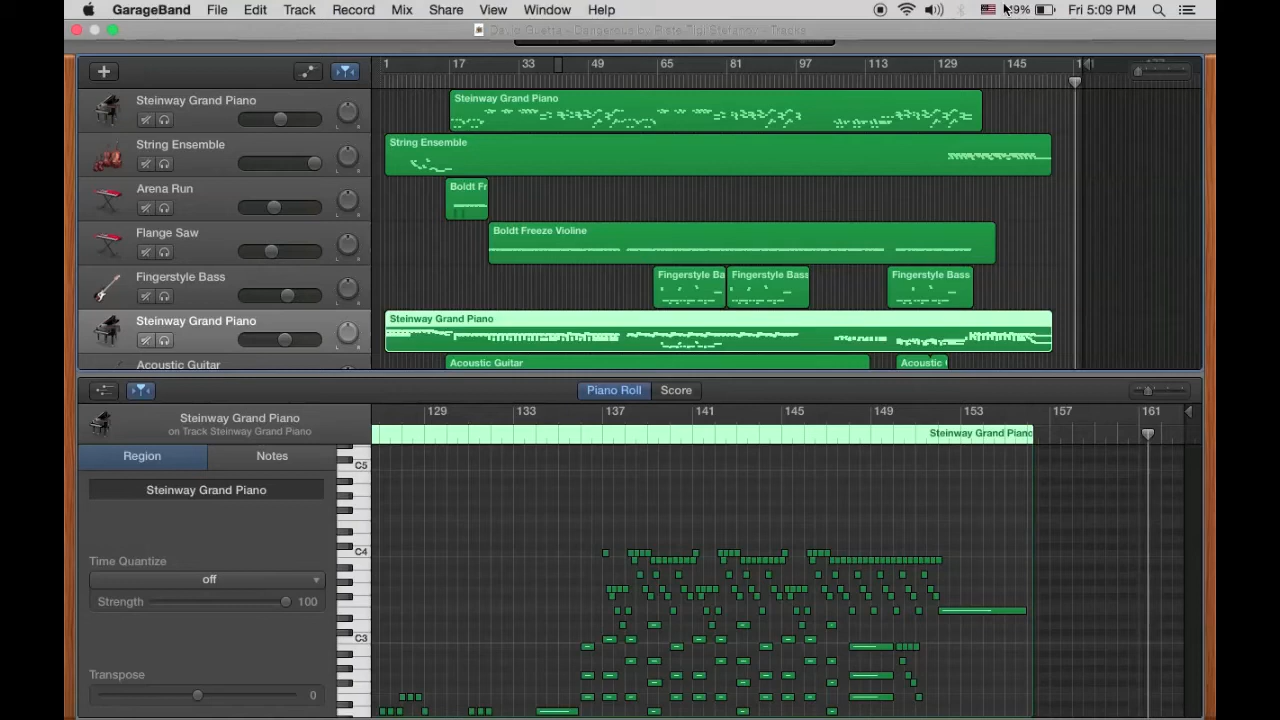 GarageBand File Edit Track Record Mix Share View Window Help Fri 5:09 PM
1 17 33 49 65 81 97 113 129 145
Steinway Grand Piano
Steinway Grand Piano
String Ensemble
String Ensemble
Arena Run
Boldt Fr
Flange Saw
Boldt Freeze Violine
Fingerstyle Bass
Fingerstyle Ba Fingerstyle Bass Fingerstyle Bass
Steinway Grand Piano
Steinway Grand Piano
Acoustic Guitar
Acoustic Guitar Acoustic
Piano Roll Score
129 133 137 141 145 149 153 157 161
Steinway Grand Piano
on Track Steinway Grand Piano
Steinway Grand Piano
Region Notes
Steinway Grand Piano
Time Quantize
off
Strength 100
Transpose
0
C5
C4
C3